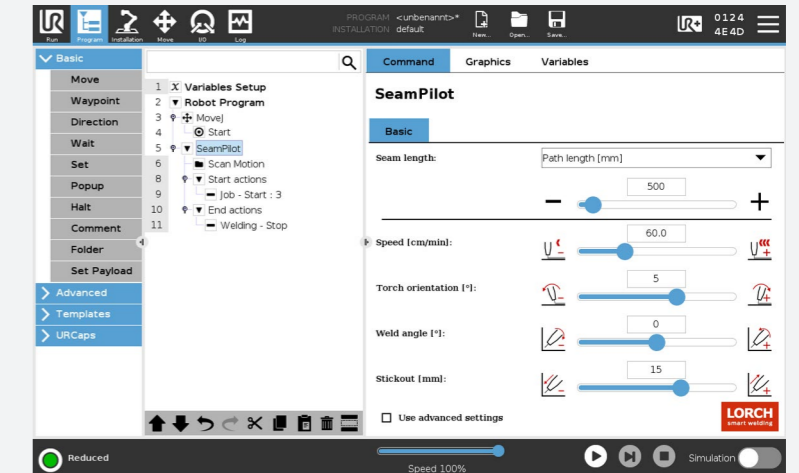 PROGRAM <unbenannt>*
INSTALLATION default
Run Program Installation Move I/O Log New... Open... Save...
UR+
0124
4E4D
Basic
Move
Waypoint
Direction
Wait
Set
Popup
Halt
Comment
Folder
Set Payload
Advanced
Templates
URCaps
1 X Variables Setup
2 Robot Program
3 MoveJ
4 Start
5 SeamPilot
6 Scan Motion
8 Start actions
9 Job - Start : 3
10 End actions
11 Welding - Stop
Command Graphics Variables
SeamPilot
Basic
Seam length: Path length [mm]
500
Speed [cm/min]: 60.0
Torch orientation [°]: 5
Weld angle [°]: 0
Stickout [mm]: 15
Use advanced settings
LORCH
smart welding
Reduced
Speed 100%
Simulation